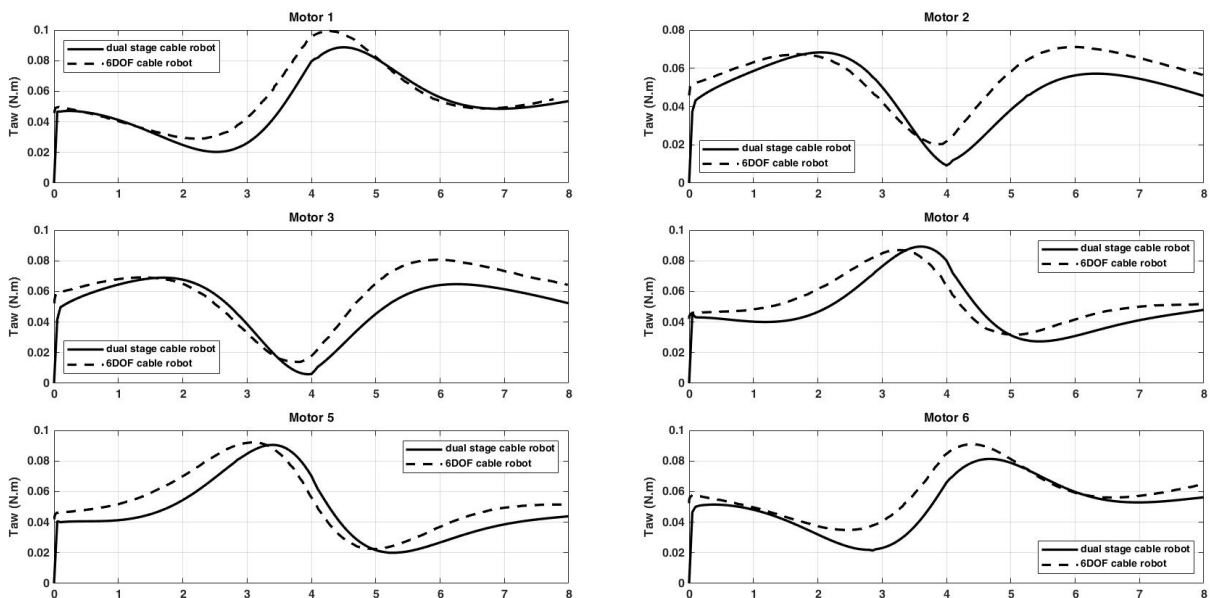 Motor 1
Taw (N.m)
0.1
0.08
0.06
0.04
0.02
0
dual stage cable robot
6DOF cable robot
0 1 2 3 4 5 6 7 8
Motor 2
Taw (N.m)
0.08
0.06
0.04
0.02
0
dual stage cable robot
6DOF cable robot
0 1 2 3 4 5 6 7 8
Motor 3
Taw (N.m)
0.1
0.08
0.06
0.04
0.02
0
dual stage cable robot
6DOF cable robot
0 1 2 3 4 5 6 7 8
Motor 4
Taw (N.m)
0.1
0.08
0.06
0.04
0.02
0
dual stage cable robot
6DOF cable robot
0 1 2 3 4 5 6 7 8
Motor 5
Taw (N.m)
0.1
0.08
0.06
0.04
0.02
0
dual stage cable robot
6DOF cable robot
0 1 2 3 4 5 6 7 8
Motor 6
Taw (N.m)
0.1
0.08
0.06
0.04
0.02
0
dual stage cable robot
6DOF cable robot
0 1 2 3 4 5 6 7 8